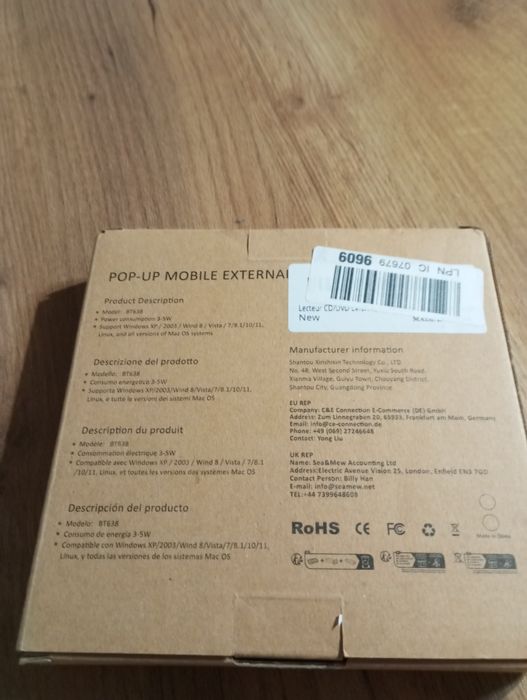 POP-UP MOBILE EXTERNAL
LPN IC 07679 9609
Lecteur CD/DVD
New
Product Description
• Model: BT638
• Power consumption 3-5W
• Support Windows XP / 2003 / Wind 8 / Vista / 7/8.1/10/11,
Linux, and all versions of Mac OS systems
Descrizione del prodotto
• Modello: BT638
• Consumo energetico 3-5W
• Supporta Windows XP/2003/Wind 8/Vista/7/8.1/10/11,
Linux, e tutte le versioni dei sistemi Mac OS
Description du produit
• Modèle: BT638
• Consommation électrique 3-5W
• Compatible avec Windows XP / 2003 / Wind 8 / Vista / 7/8.1
/10/11, Linux, et toutes les versions des systèmes Mac OS
Descripción del producto
• Modelo: BT638
• Consumo de energía 3-5W
• Compatible con Windows XP/2003/Wind 8/Vista/7/8.1/10/11,
Linux, y todas las versiones de los sistemas Mac OS
Manufacturer information
Shantou Xinshixin Technology Co., LTD
No. 48, West Second Street, Yuxiu South Road,
Xianma Village, Guiyu Town, Chaoyang District,
Shantou City, Guangdong Province
EU REP
Company: C&E Connection E-Commerce (DE) GmbH
Address: Zum Linnegraben 20, 65933, Frankfurt am Main, Germany
Email: info@ce-connection.de
Phone: +49 (069) 27246648
Contact: Yong Liu
UK REP
Name: Sea&Mew Accounting Ltd
Address:Electric Avenue Vision 25, London, Enfield EN3 7GD
Contact Person: Billy Han
E-mail: info@seamew.net
TEL:+44 7399648608
RoHS CE FC
Made in China